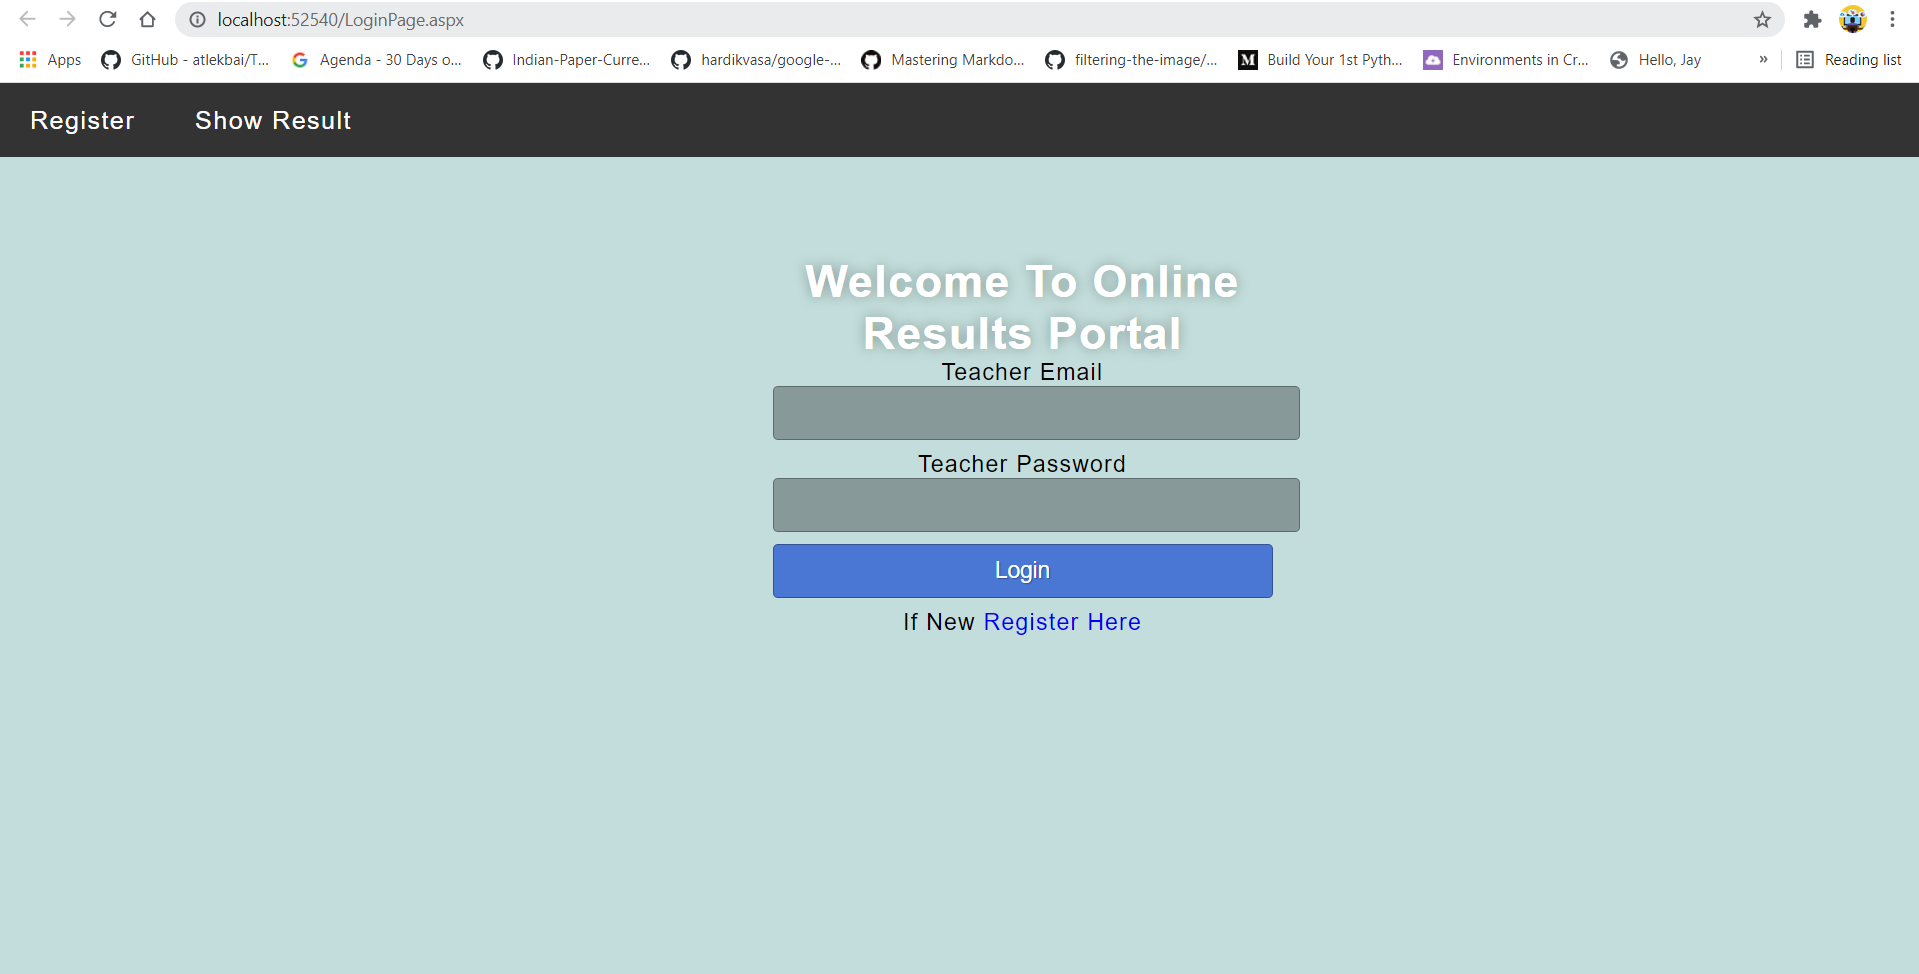 localhost:52540/LoginPage.aspx
Apps GitHub - atlekbai/T... Agenda - 30 Days o... Indian-Paper-Curre... hardikvasa/google-... Mastering Markdo... filtering-the-image/... M Build Your 1st Pyth... Environments in Cr... Hello, Jay » Reading list
Register Show Result
Welcome To Online
Results Portal
Teacher Email
Teacher Password
Login
If New Register Here